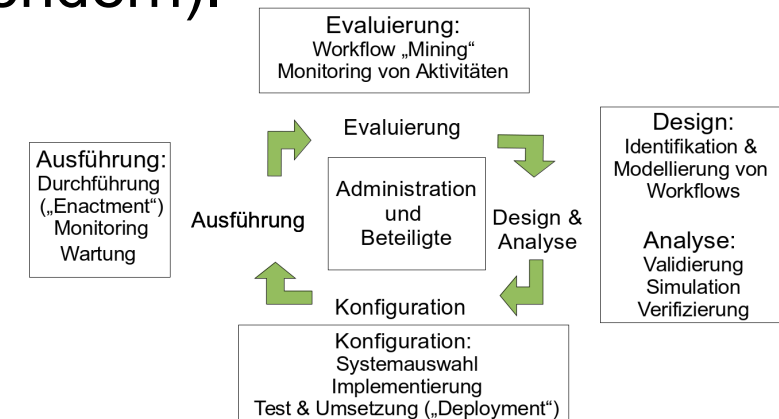 Evaluierung:
Workflow „Mining“
Monitoring von Aktivitäten
Evaluierung
Design:
Identifikation &
Modellierung von
Workflows
Analyse:
Validierung
Simulation
Verifizierung
Ausführung:
Durchführung
(„Enactment“)
Monitoring
Wartung
Ausführung
Administration
und
Beteiligte
Design &
Analyse
Konfiguration
Konfiguration:
Systemauswahl
Implementierung
Test & Umsetzung („Deployment“)